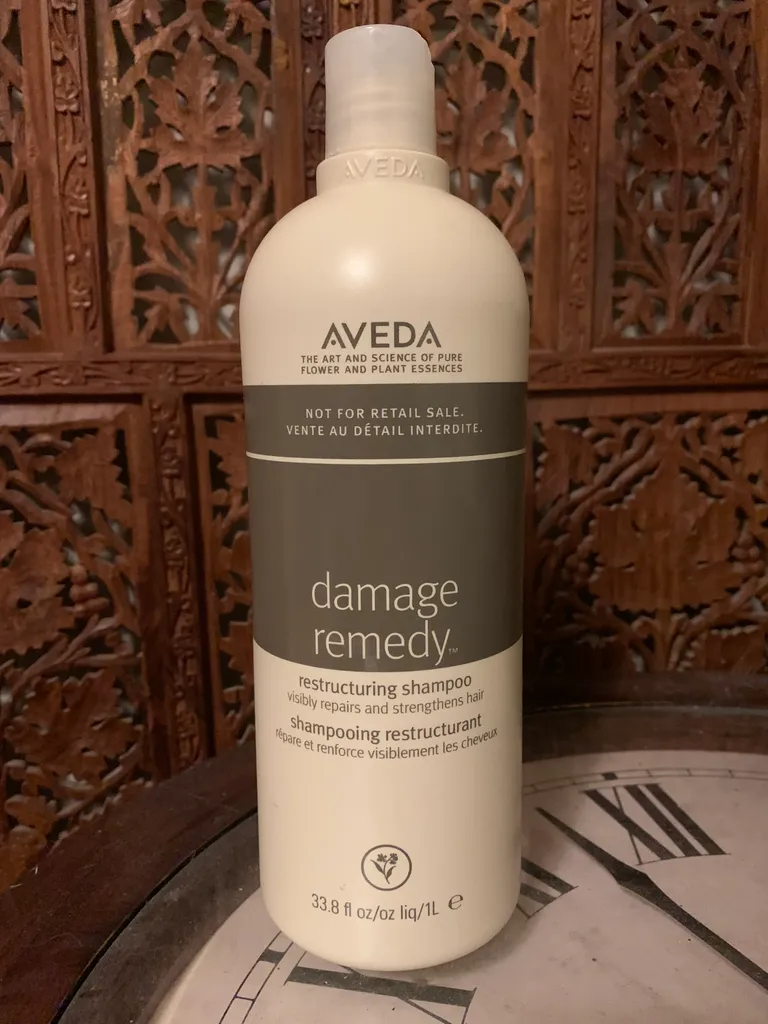 AVEDA
AVEDA
THE ART AND SCIENCE OF PURE
FLOWER AND PLANT ESSENCES
NOT FOR RETAIL SALE.
VENTE AU DÉTAIL INTERDITE.
damage
remedy™
restructuring shampoo
visibly repairs and strengthens hair
shampooing restructurant
répare et renforce visiblement les cheveux
33.8 fl oz/oz liq/1L ℮
XII